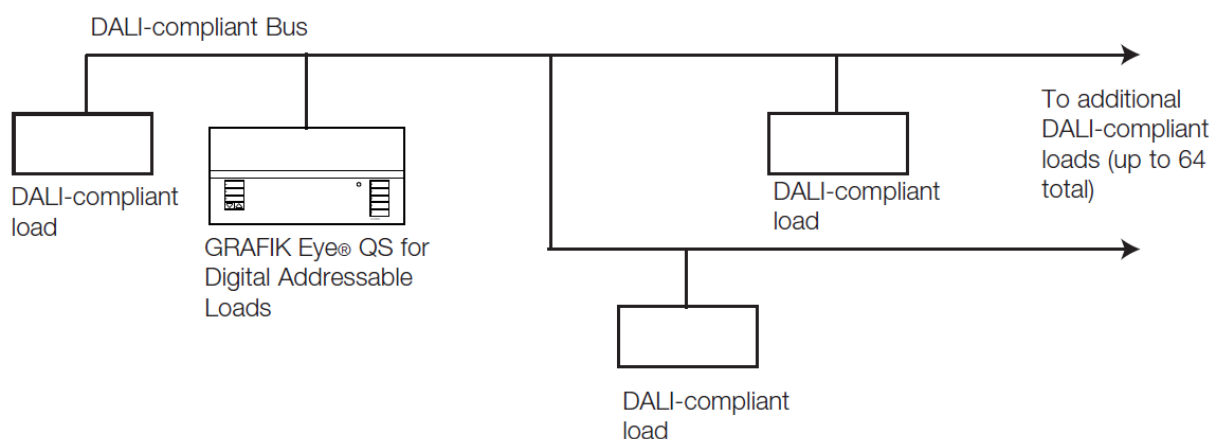 DALI-compliant Bus
To additional
DALI-compliant
loads (up to 64
total)
DALI-compliant
load
GRAFIK Eye® QS for
Digital Addressable
Loads
DALI-compliant
load
DALI-compliant
load